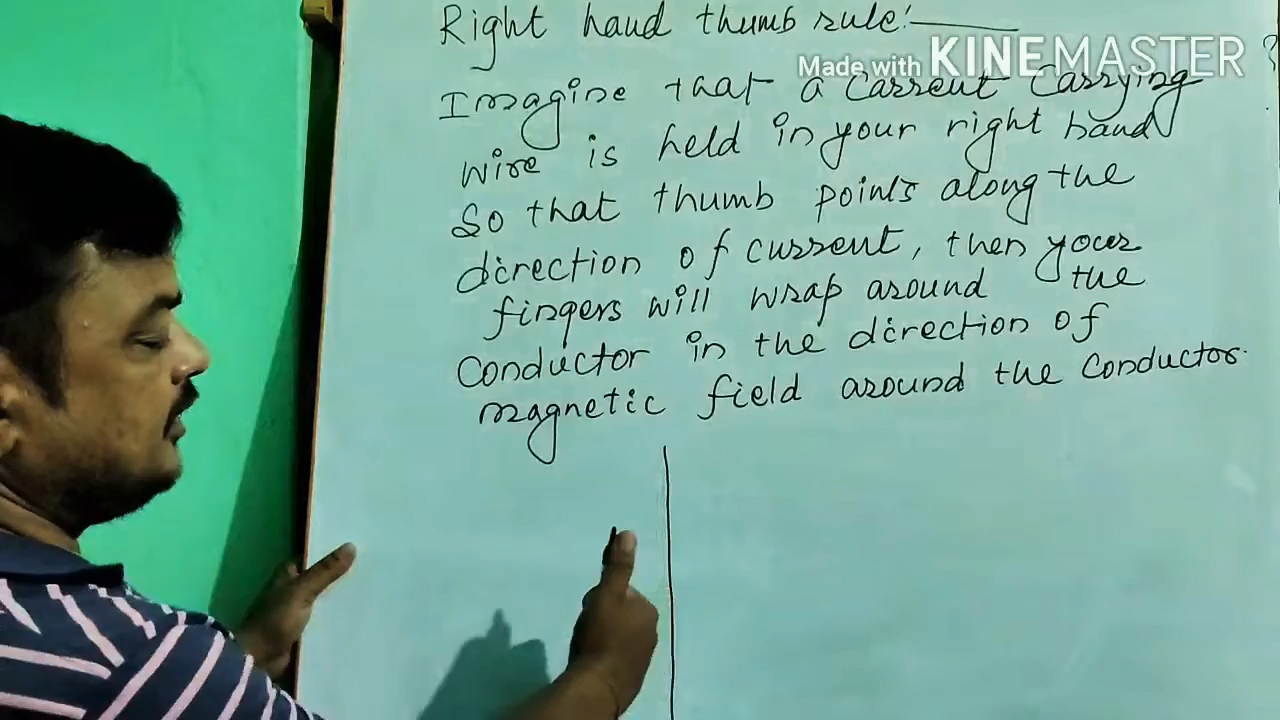 Right hand thumb rule:—
Made with KINEMASTER
Imagine that a current carrying
wire is held in your right hand
So that thumb points along the
direction of current, then your
fingers will wrap around the
conductor in the direction of
magnetic field around the conductor.